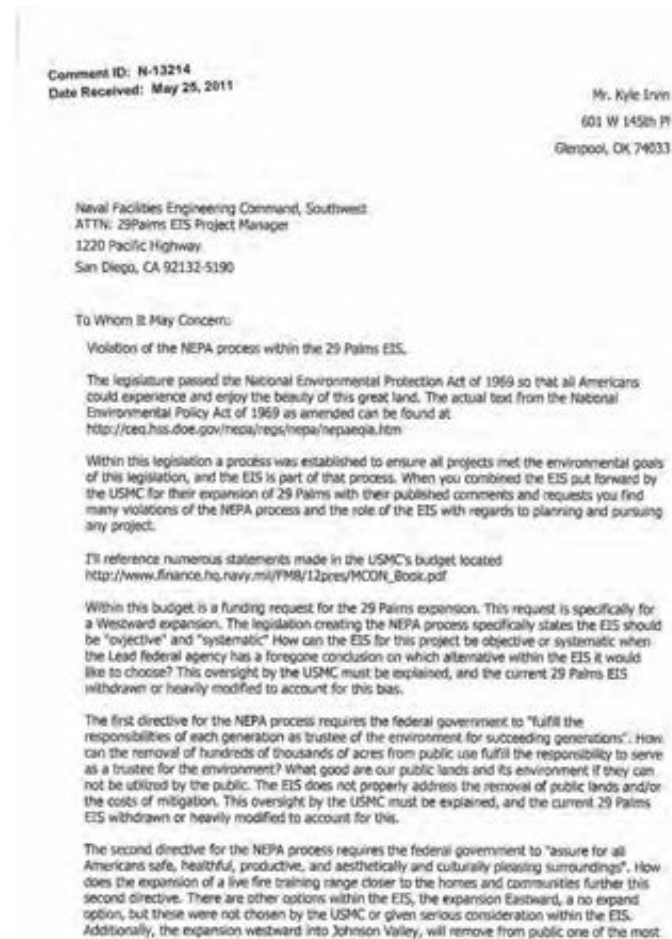 Comment ID: N-13214
Date Received: May 25, 2011
Mr. Kyle Irvin
601 W 145th Pl
Glenpool, OK 74033
Naval Facilities Engineering Command, Southwest
ATTN: 29Palms EIS Project Manager
1220 Pacific Highway
San Diego, CA 92132-5190
To Whom It May Concern:
Violation of the NEPA process within the 29 Palms EIS.
The legislature passed the National Environmental Protection Act of 1969 so that all Americans
could experience and enjoy the beauty of this great land. The actual text from the National
Environmental Policy Act of 1969 as amended can be found at
http://ceq.hss.doe.gov/nepa/regs/nepa/nepaeqia.htm
Within this legislation a process was established to ensure all projects met the environmental goals
of this legislation, and the EIS is part of that process. When you combined the EIS put forward by
the USMC for their expansion of 29 Palms with their published comments and requests you find
many violations of the NEPA process and the role of the EIS with regards to planning and pursuing
any project.
I'll reference numerous statements made in the USMC's budget located
http://www.finance.hq.navy.mil/FMB/12pres/MCON_Book.pdf
Within this budget is a funding request for the 29 Palms expansion. This request is specifically for
a Westward expansion. The legislation creating the NEPA process specifically states the EIS should
be "ovjective" and "systematic" How can the EIS for this project be objective or systematic when
the Lead federal agency has a foregone conclusion on which alternative within the EIS it would
like to choose? This oversight by the USMC must be explained, and the current 29 Palms EIS
withdrawn or heavily modified to account for this bias.
The first directive for the NEPA process requires the federal government to "fulfill the
responsibilities of each generation as trustee of the environment for succeeding generations". How
can the removal of hundreds of thousands of acres from public use fulfill the responsibility to serve
as a trustee for the environment? What good are our public lands and its environment if they can
not be utilized by the public. The EIS does not properly address the removal of public lands and/or
the costs of mitigation. This oversight by the USMC must be explained, and the current 29 Palms
EIS withdrawn or heavily modified to account for this.
The second directive for the NEPA process requires the federal government to "assure for all
Americans safe, healthful, productive, and aesthetically and culturally pleasing surroundings". How
does the expansion of a live fire training range closer to the homes and communities further this
second directive. There are other options within the EIS, the expansion Eastward, a no expand
option, but these were not chosen by the USMC or given serious consideration within the EIS.
Additionally, the expansion westward into Johnson Valley, will remove from public one of the most